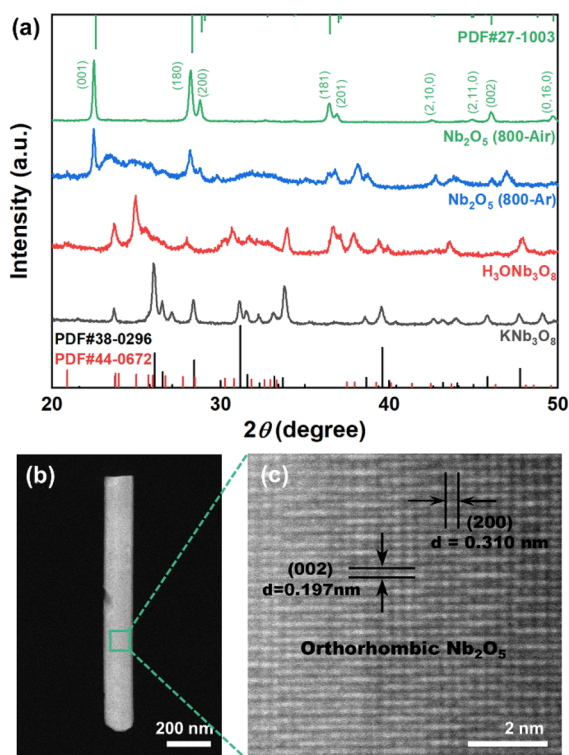 (a)
PDF#27-1003
(001)
(180)
(200)
(181)
(201)
(2,10,0)
(2,11,0)
(002)
(0,16,0)
Nb₂O₅ (800-Air)
Nb₂O₅ (800-Ar)
H₃ONb₃O₈
KNb₃O₈
PDF#38-0296
PDF#44-0672
Intensity (a.u.)
20 30 40 50
2θ (degree)
(b)
200 nm
(c)
(200)
d = 0.310 nm
(002)
d=0.197nm
Orthorhombic Nb₂O₅
2 nm